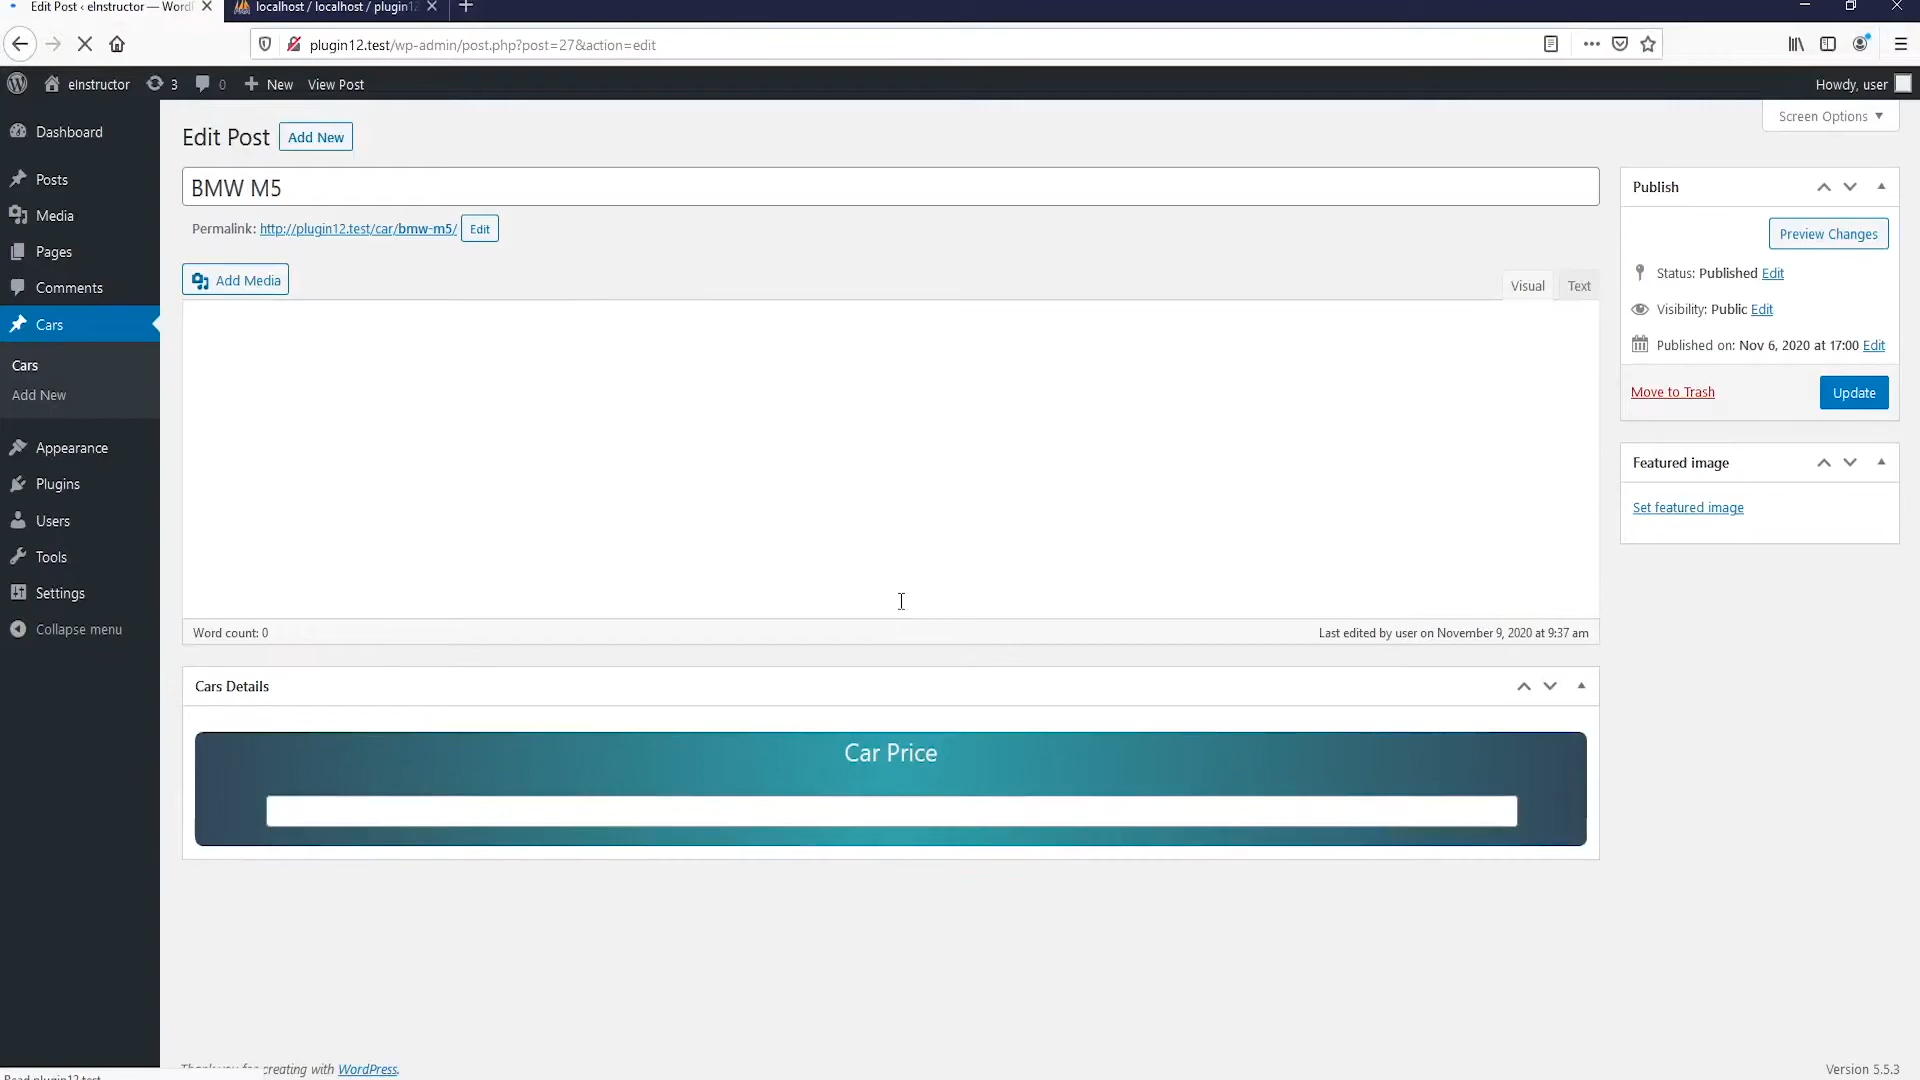 Edit Post ‹ eInstructor — Word
localhost / localhost / plugin12
plugin12.test/wp-admin/post.php?post=27&action=edit
eInstructor
3
0
New
View Post
Howdy, user
Screen Options
Dashboard
Posts
Media
Pages
Comments
Cars
Cars
Add New
Appearance
Plugins
Users
Tools
Settings
Collapse menu
Edit Post
Add New
BMW M5
Permalink: http://plugin12.test/car/bmw-m5/
Edit
Add Media
Visual
Text
Word count: 0
Last edited by user on November 9, 2020 at 9:37 am
Cars Details
Car Price
Publish
Preview Changes
Status: Published Edit
Visibility: Public Edit
Published on: Nov 6, 2020 at 17:00 Edit
Move to Trash
Update
Featured image
Set featured image
Thank you for creating with WordPress.
Version 5.5.3
Read plugin12.test